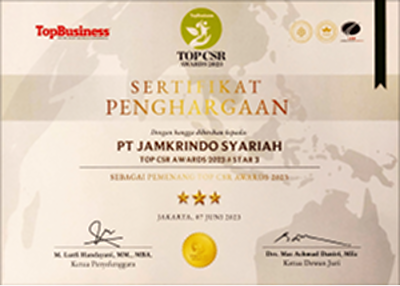 TopBusiness
TOP CSR
AWARDS 2023
SERTIFIKAT
PENGHARGAAN
Dengan bangga diberikan kepada:
PT JAMKRINDO SYARIAH
TOP CSR AWARDS 2023 # STAR 3
SEBAGAI PEMENANG TOP CSR AWARDS 2023
JAKARTA, 07 JUNI 2023
M. Lutfi Handayani, MM., MBA.
Ketua Penyelenggara
Drs. Mas Achmad Daniri, MEc
Ketua Dewan Juri